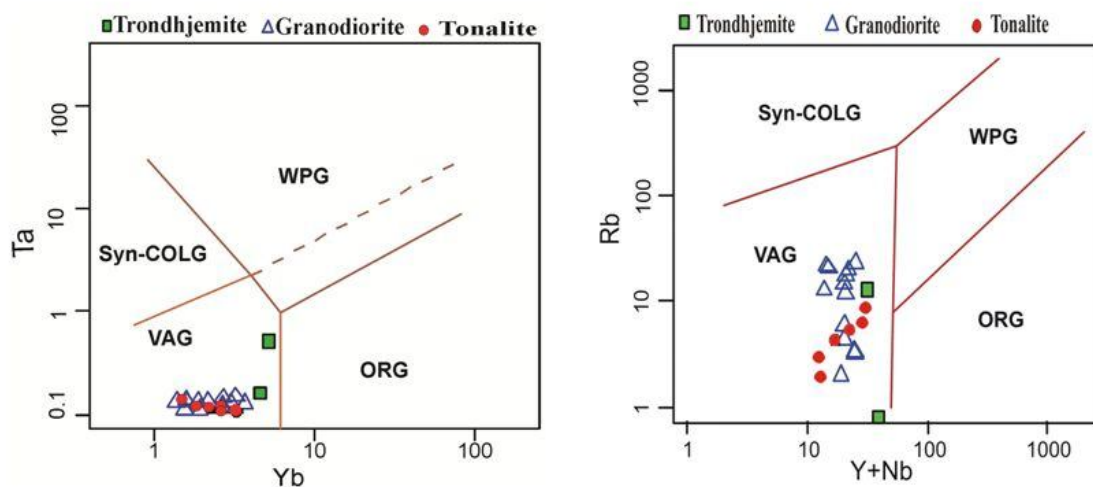 Trondhjemite Granodiorite Tonalite
100
10
1
0.1
Ta
WPG
Syn-COLG
VAG
ORG
1 10 100
Yb
Trondhjemite Granodiorite Tonalite
1000
100
10
1
Rb
Syn-COLG
WPG
VAG
ORG
1 10 100 1000
Y+Nb